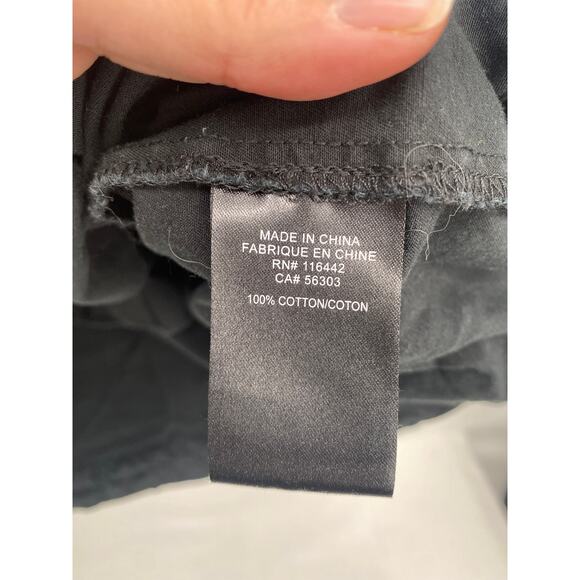 MADE IN CHINA
FABRIQUE EN CHINE
RN# 116442
CA# 56303
100% COTTON/COTON